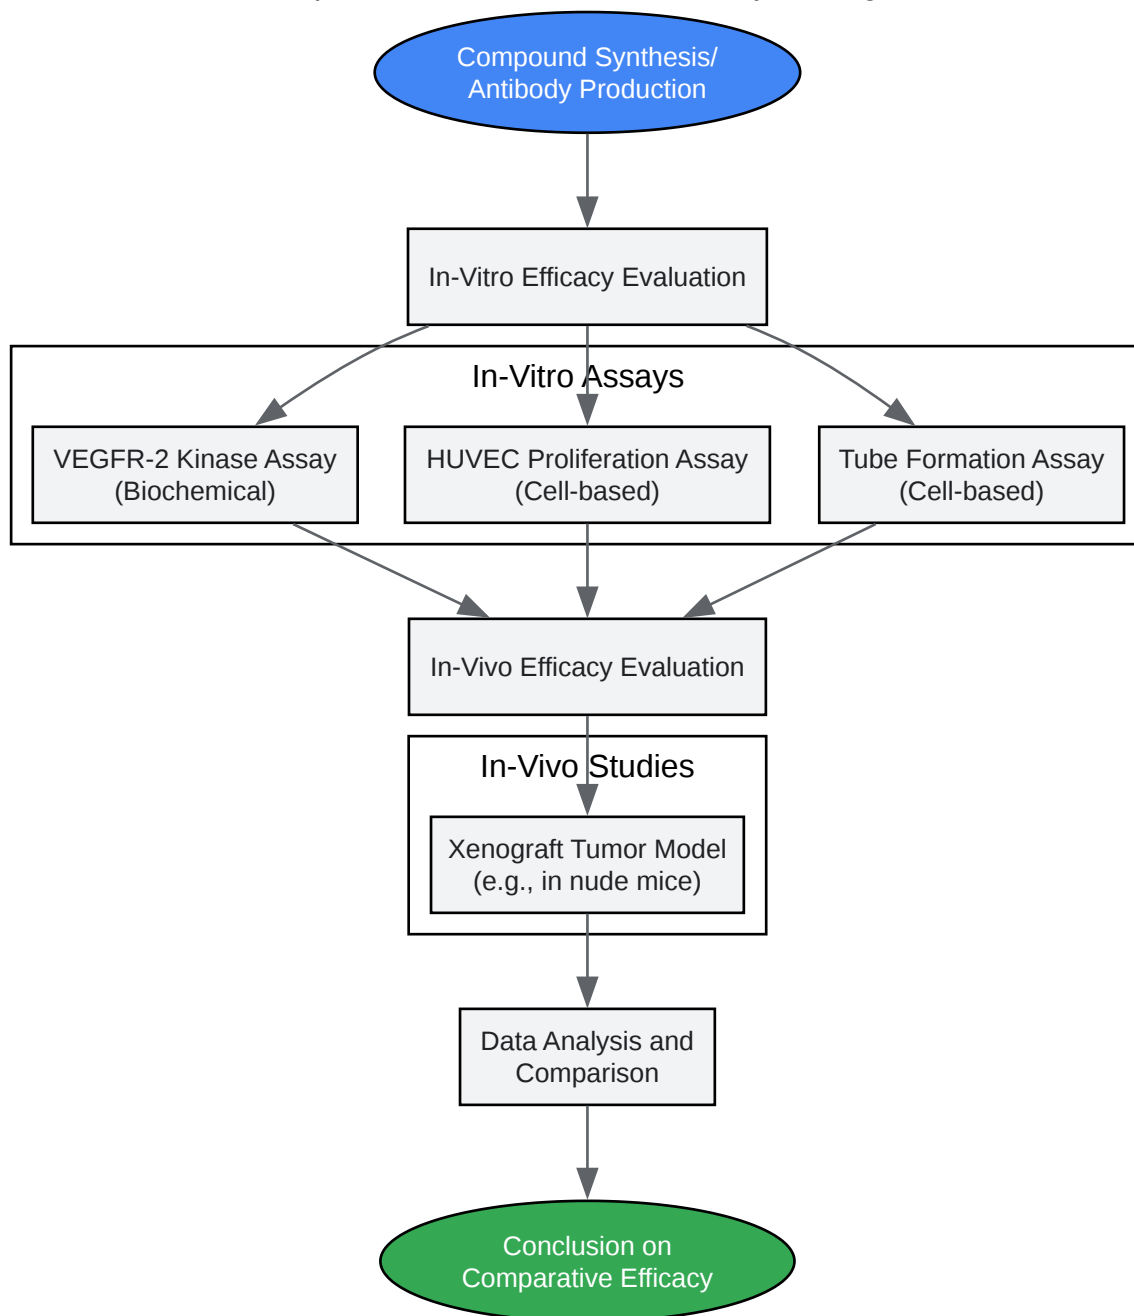 Compound Synthesis/
Antibody Production
In-Vitro Efficacy Evaluation
In-Vitro Assays
VEGFR-2 Kinase Assay
(Biochemical)
HUVEC Proliferation Assay
(Cell-based)
Tube Formation Assay
(Cell-based)
In-Vivo Efficacy Evaluation
In-Vivo Studies
Xenograft Tumor Model
(e.g., in nude mice)
Data Analysis and
Comparison
Conclusion on
Comparative Efficacy